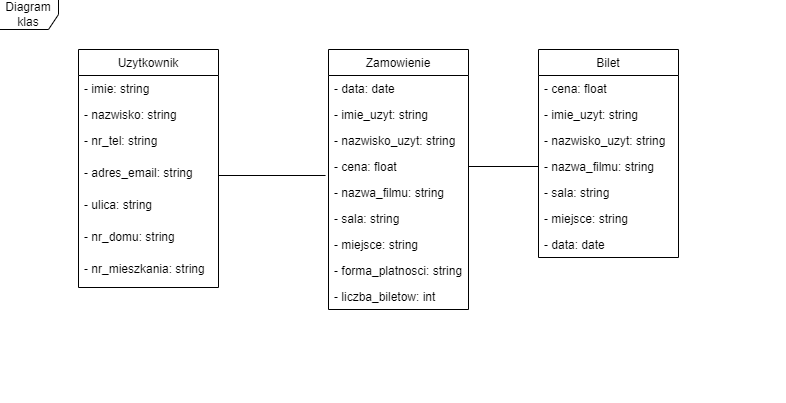 Diagram
klas
Uzytkownik
- imie: string
- nazwisko: string
- nr_tel: string
- adres_email: string
- ulica: string
- nr_domu: string
- nr_mieszkania: string
Zamowienie
- data: date
- imie_uzyt: string
- nazwisko_uzyt: string
- cena: float
- nazwa_filmu: string
- sala: string
- miejsce: string
- forma_platnosci: string
- liczba_biletow: int
Bilet
- cena: float
- imie_uzyt: string
- nazwisko_uzyt: string
- nazwa_filmu: string
- sala: string
- miejsce: string
- data: date